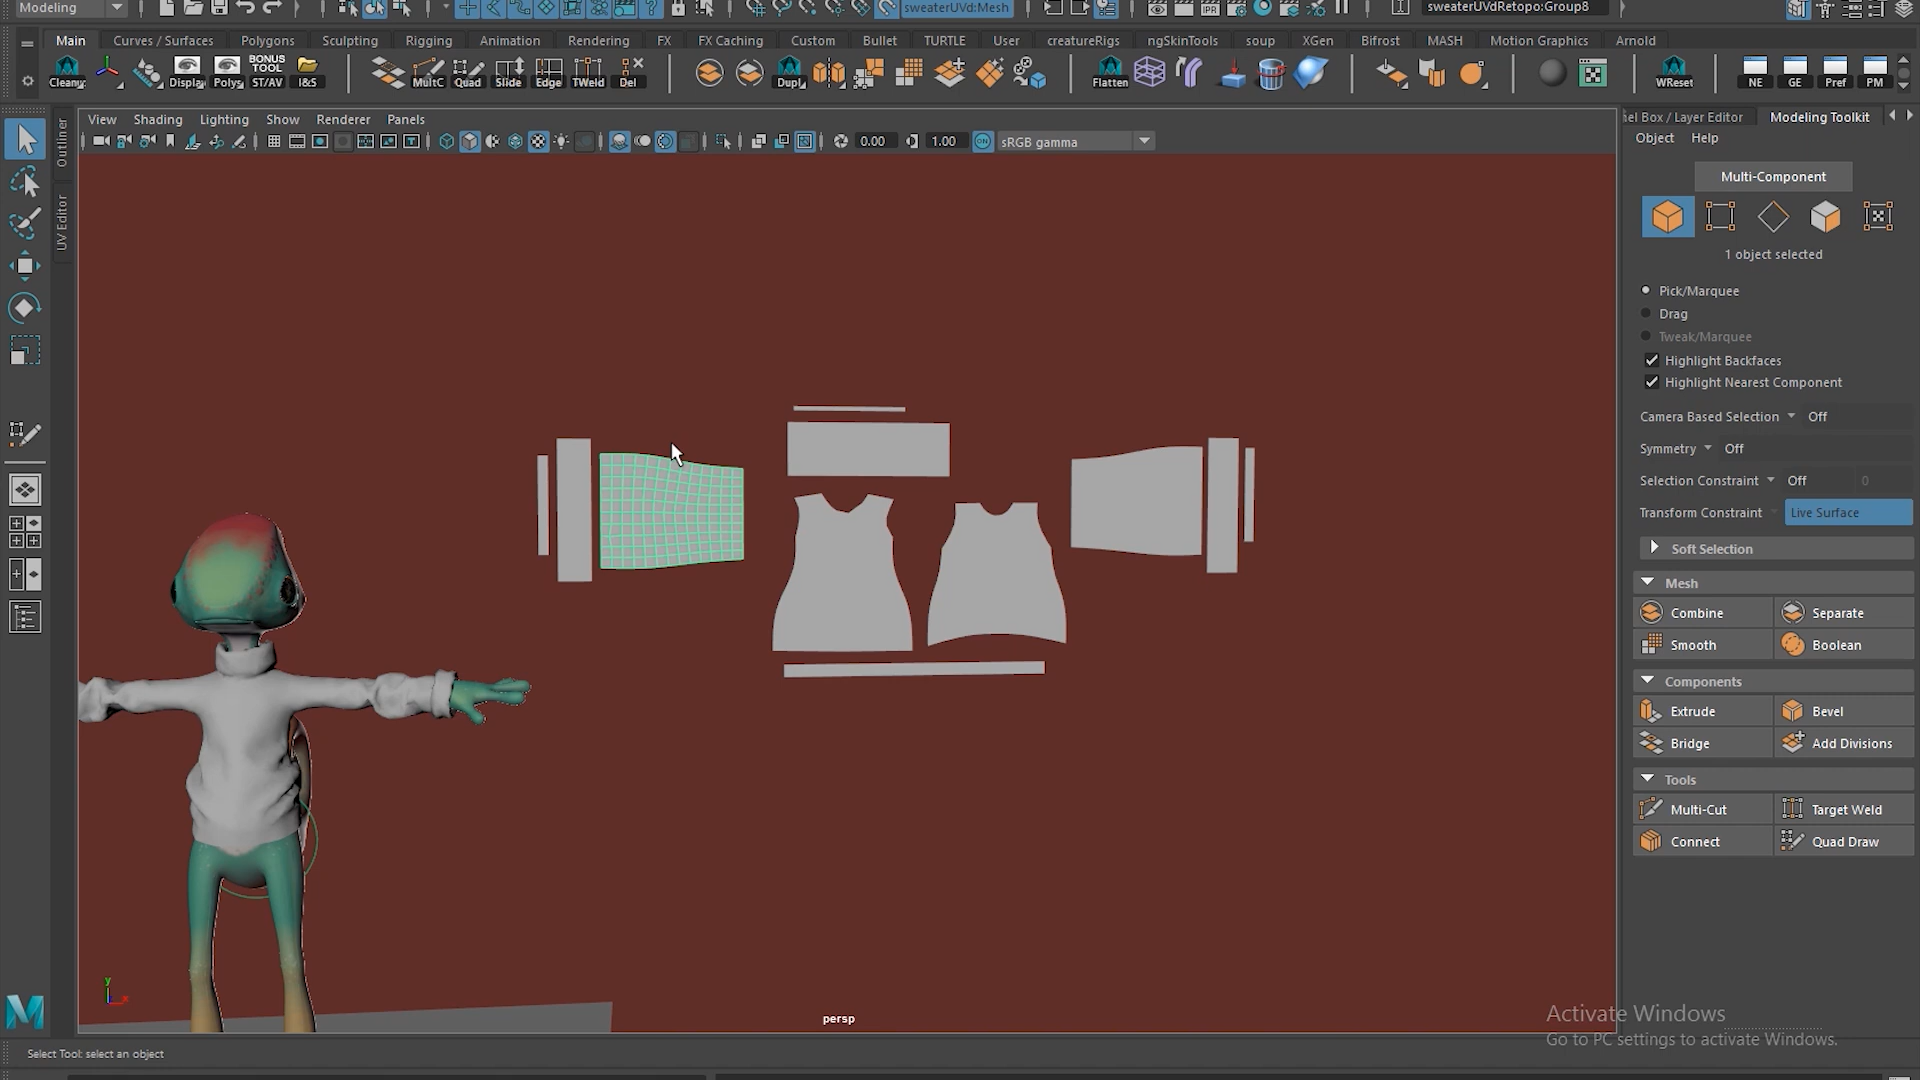 Modeling
sweaterUVd:Mesh
sweaterUVdRetopo:Group8
Main Curves / Surfaces Polygons Sculpting Rigging Animation Rendering FX FX Caching Custom Bullet TURTLE User creatureRigs ngSkinTools soup XGen Bifrost MASH Motion Graphics Arnold
BONUS
TOOL
Display Polys ST/AV I&S MultC Quad Slide Edge TWeld Del Dupl Flatten WReset NE GE Pref PM
View Shading Lighting Show Renderer Panels
0.00 1.00 ON sRGB gamma
Outliner
UV Editor
nel Box / Layer Editor Modeling Toolkit
Object Help
Multi-Component
1 object selected
Pick/Marquee
Drag
Tweak/Marquee
Highlight Backfaces
Highlight Nearest Component
Camera Based Selection Off
Symmetry Off
Selection Constraint Off 0
Transform Constraint Live Surface
Soft Selection
Mesh
Combine Separate
Smooth Boolean
Components
Extrude Bevel
Bridge Add Divisions
Tools
Multi-Cut Target Weld
Connect Quad Draw
y
x
persp
Activate Windows
Go to PC settings to activate Windows.
Select Tool: select an object